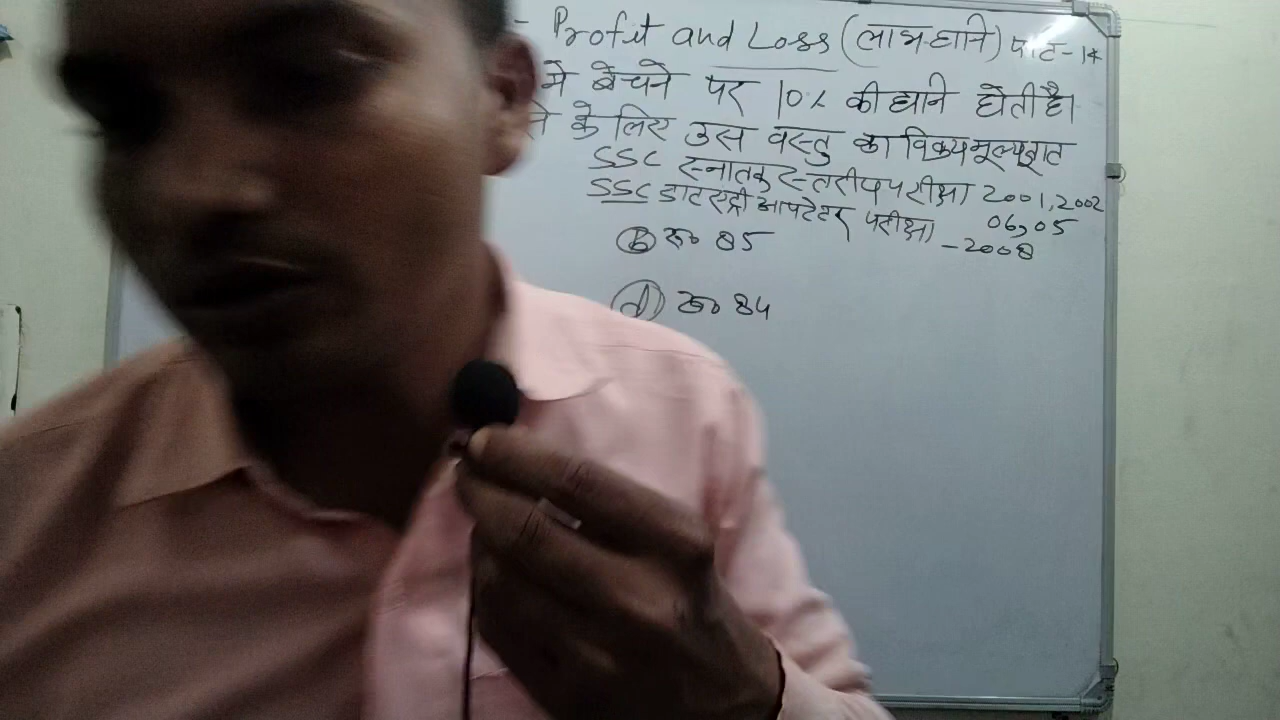 - Profit and Loss (लाभ-हानि) पार्ट-14
मे बेचने पर 10% की हानि होती है।
के लिए उस वस्तु का विक्रयमूल्य ज्ञात
SSC स्नातक स्तरीय परीक्षा 2001, 2002
06, 05
SSC डाटा एंट्री आपरेटर परीक्षा - 2008
(b) रू० 85
(d) रू० 84